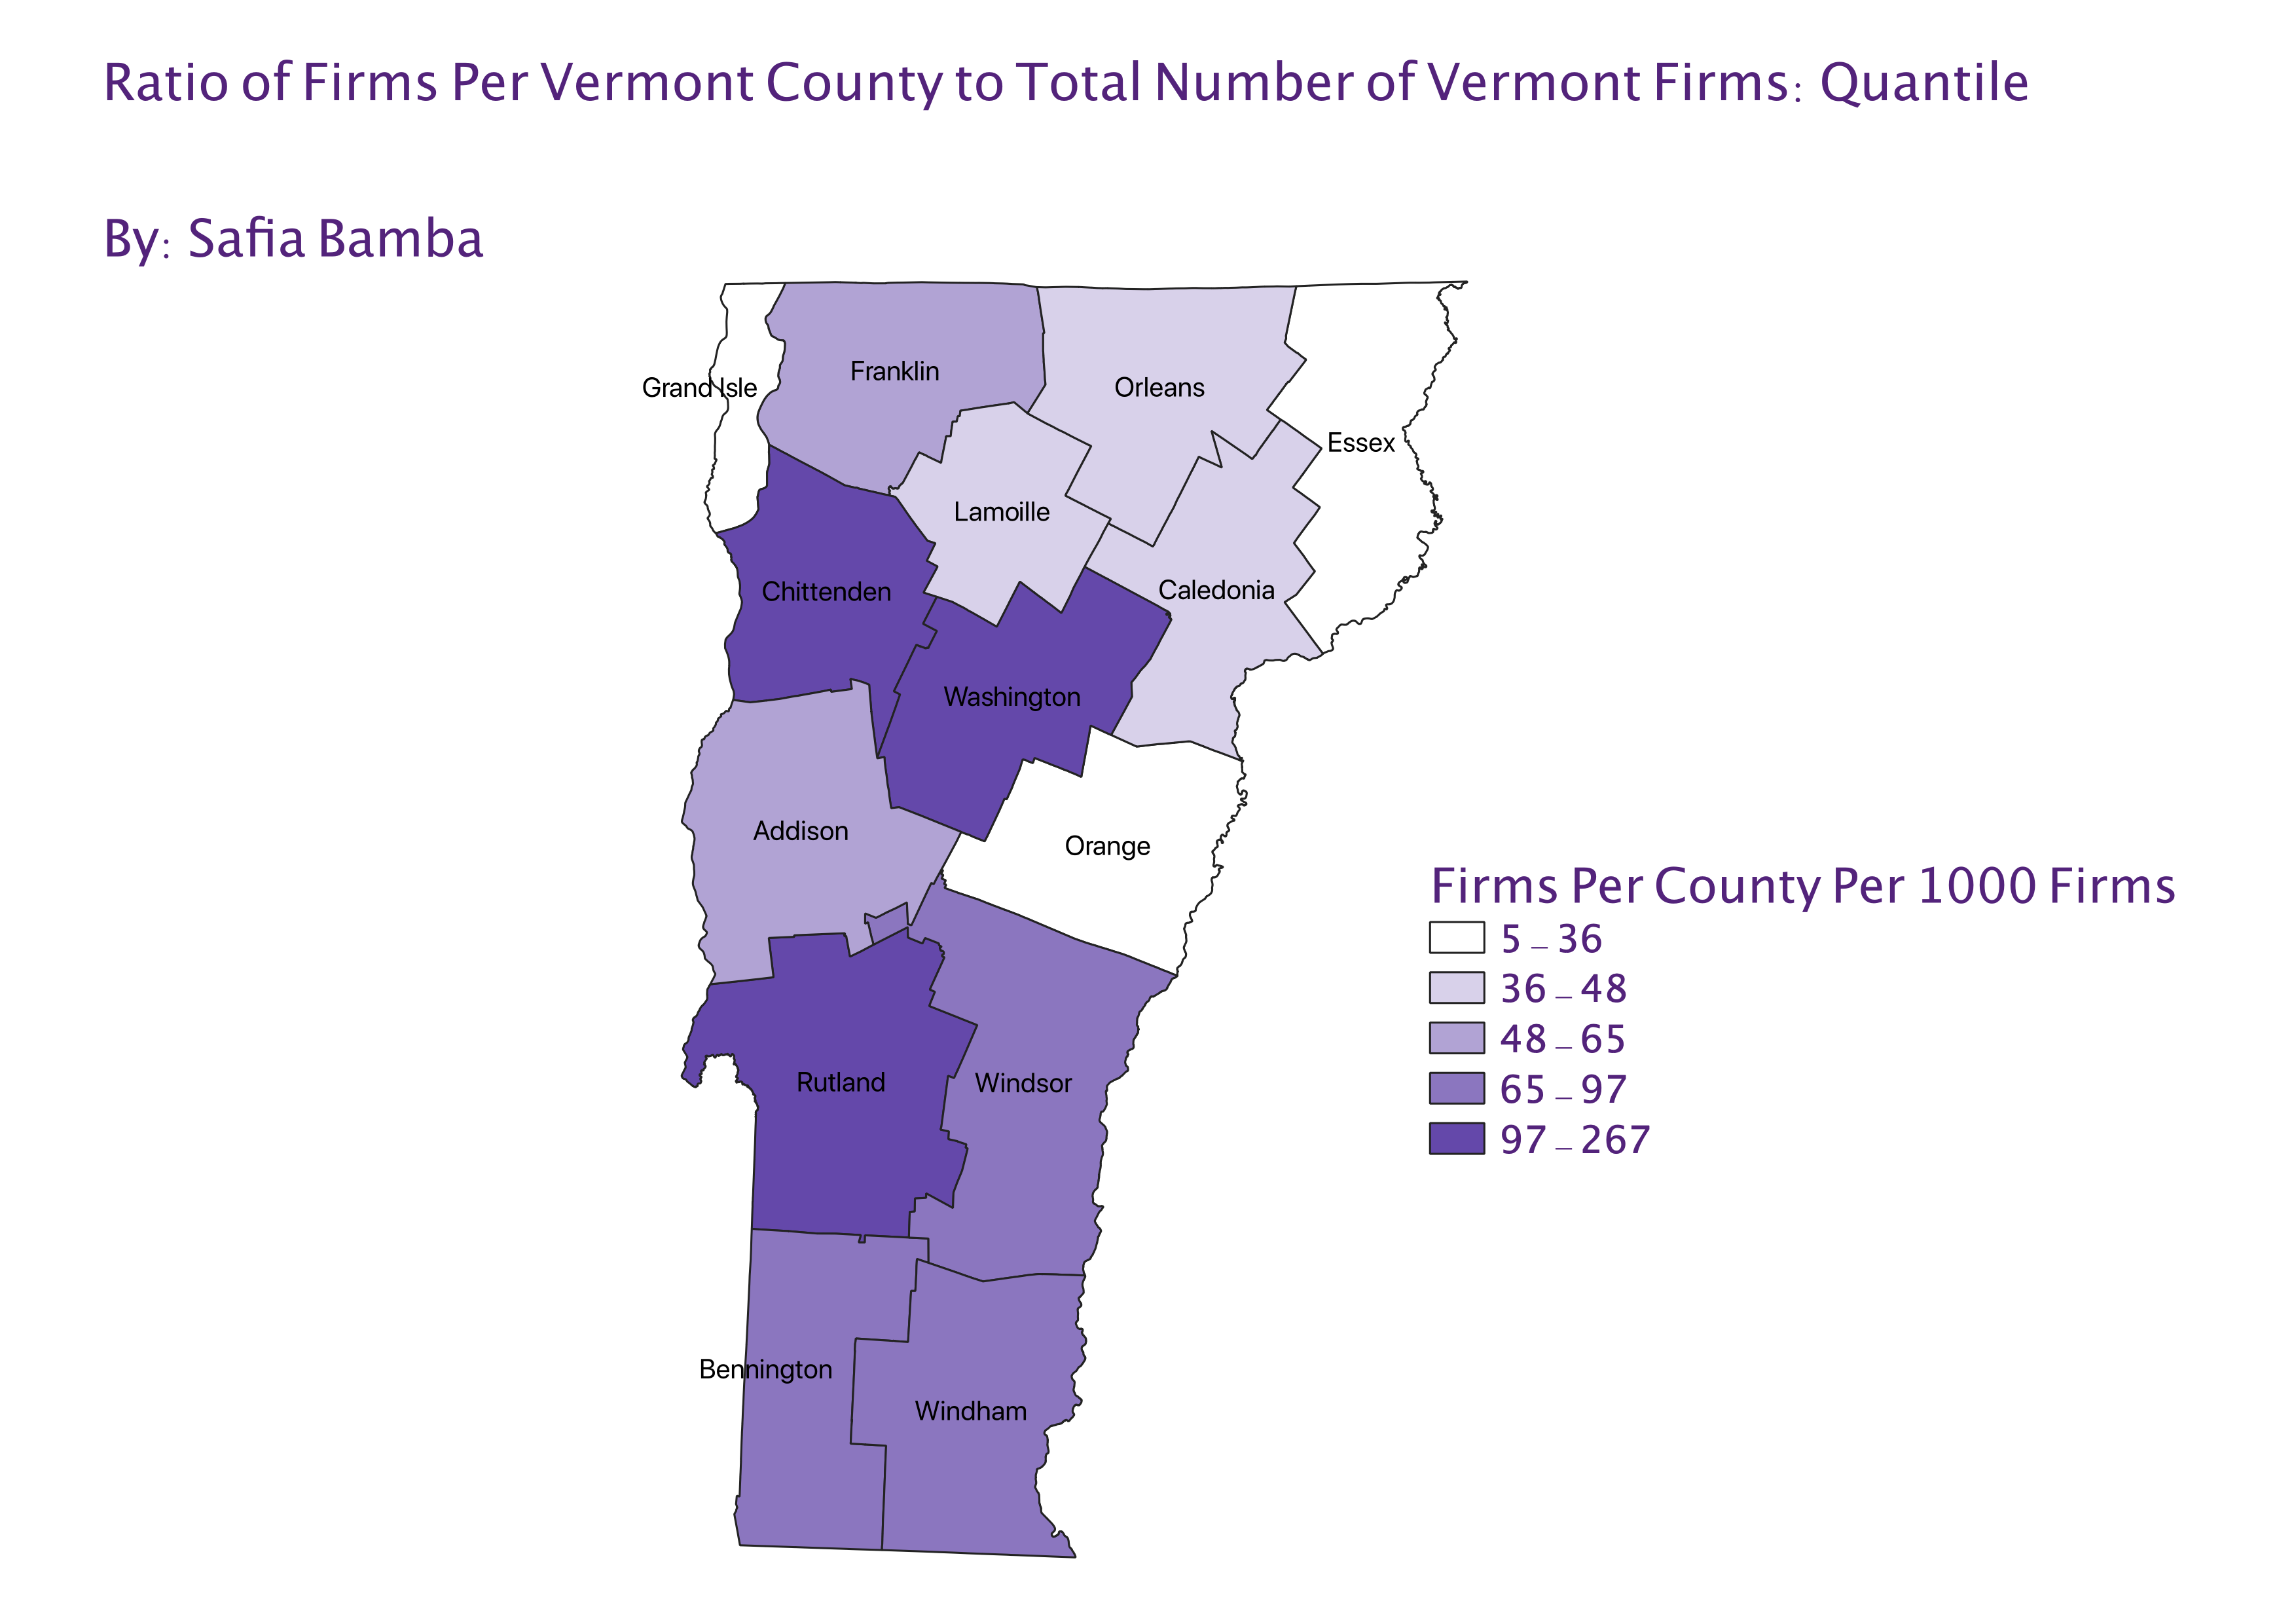 Ratio of Firms Per Vermont County to Total Number of Vermont Firms: Quantile
By: Safia Bamba
Franklin
Grand Isle
Orleans
Essex
Lamoille
Chittenden
Caledonia
Washington
Addison
Orange
Firms Per County Per 1000 Firms
5 – 36
36 – 48
48 – 65
65 – 97
97 – 267
Rutland
Windsor
Bennington
Windham